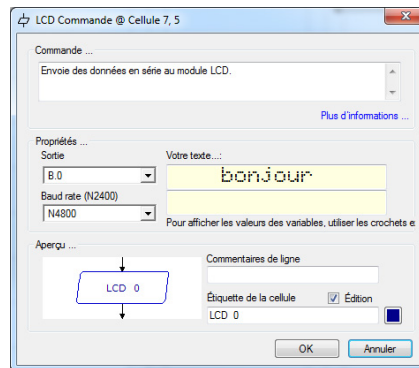 LCD Commande @ Cellule 7, 5
Commande ...
Envoie des données en série au module LCD.
Plus d'informations ...
Propriétés ...
Sortie
Votre texte...:
B.0
bonjour
Baud rate (N2400)
N4800
Pour afficher les valeurs des variables, utiliser les crochets e
Aperçu ...
Commentaires de ligne
LCD 0
Étiquette de la cellule
Édition
LCD 0
OK
Annuler